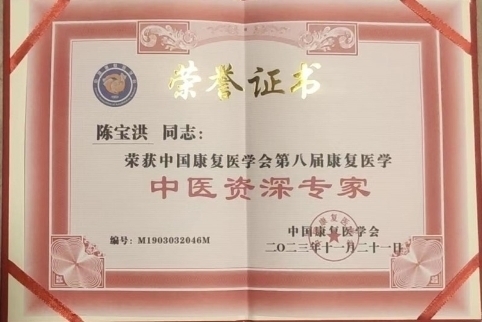 荣誉证书
陈宝洪 同志:
荣获中国康复医学会第八届康复医学
中医资深专家
编号:M1903032046M
中国康复医学会
二〇二三年十一月二十一日